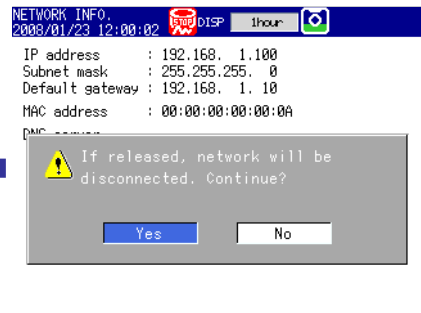 NETWORK INFO.
2008/01/23 12:00:02 STOP DISP 1hour
IP address : 192.168. 1.100
Subnet mask : 255.255.255. 0
Default gateway : 192.168. 1. 10
MAC address : 00:00:00:00:00:0A
DNS server
If released, network will be
disconnected. Continue?
Yes No